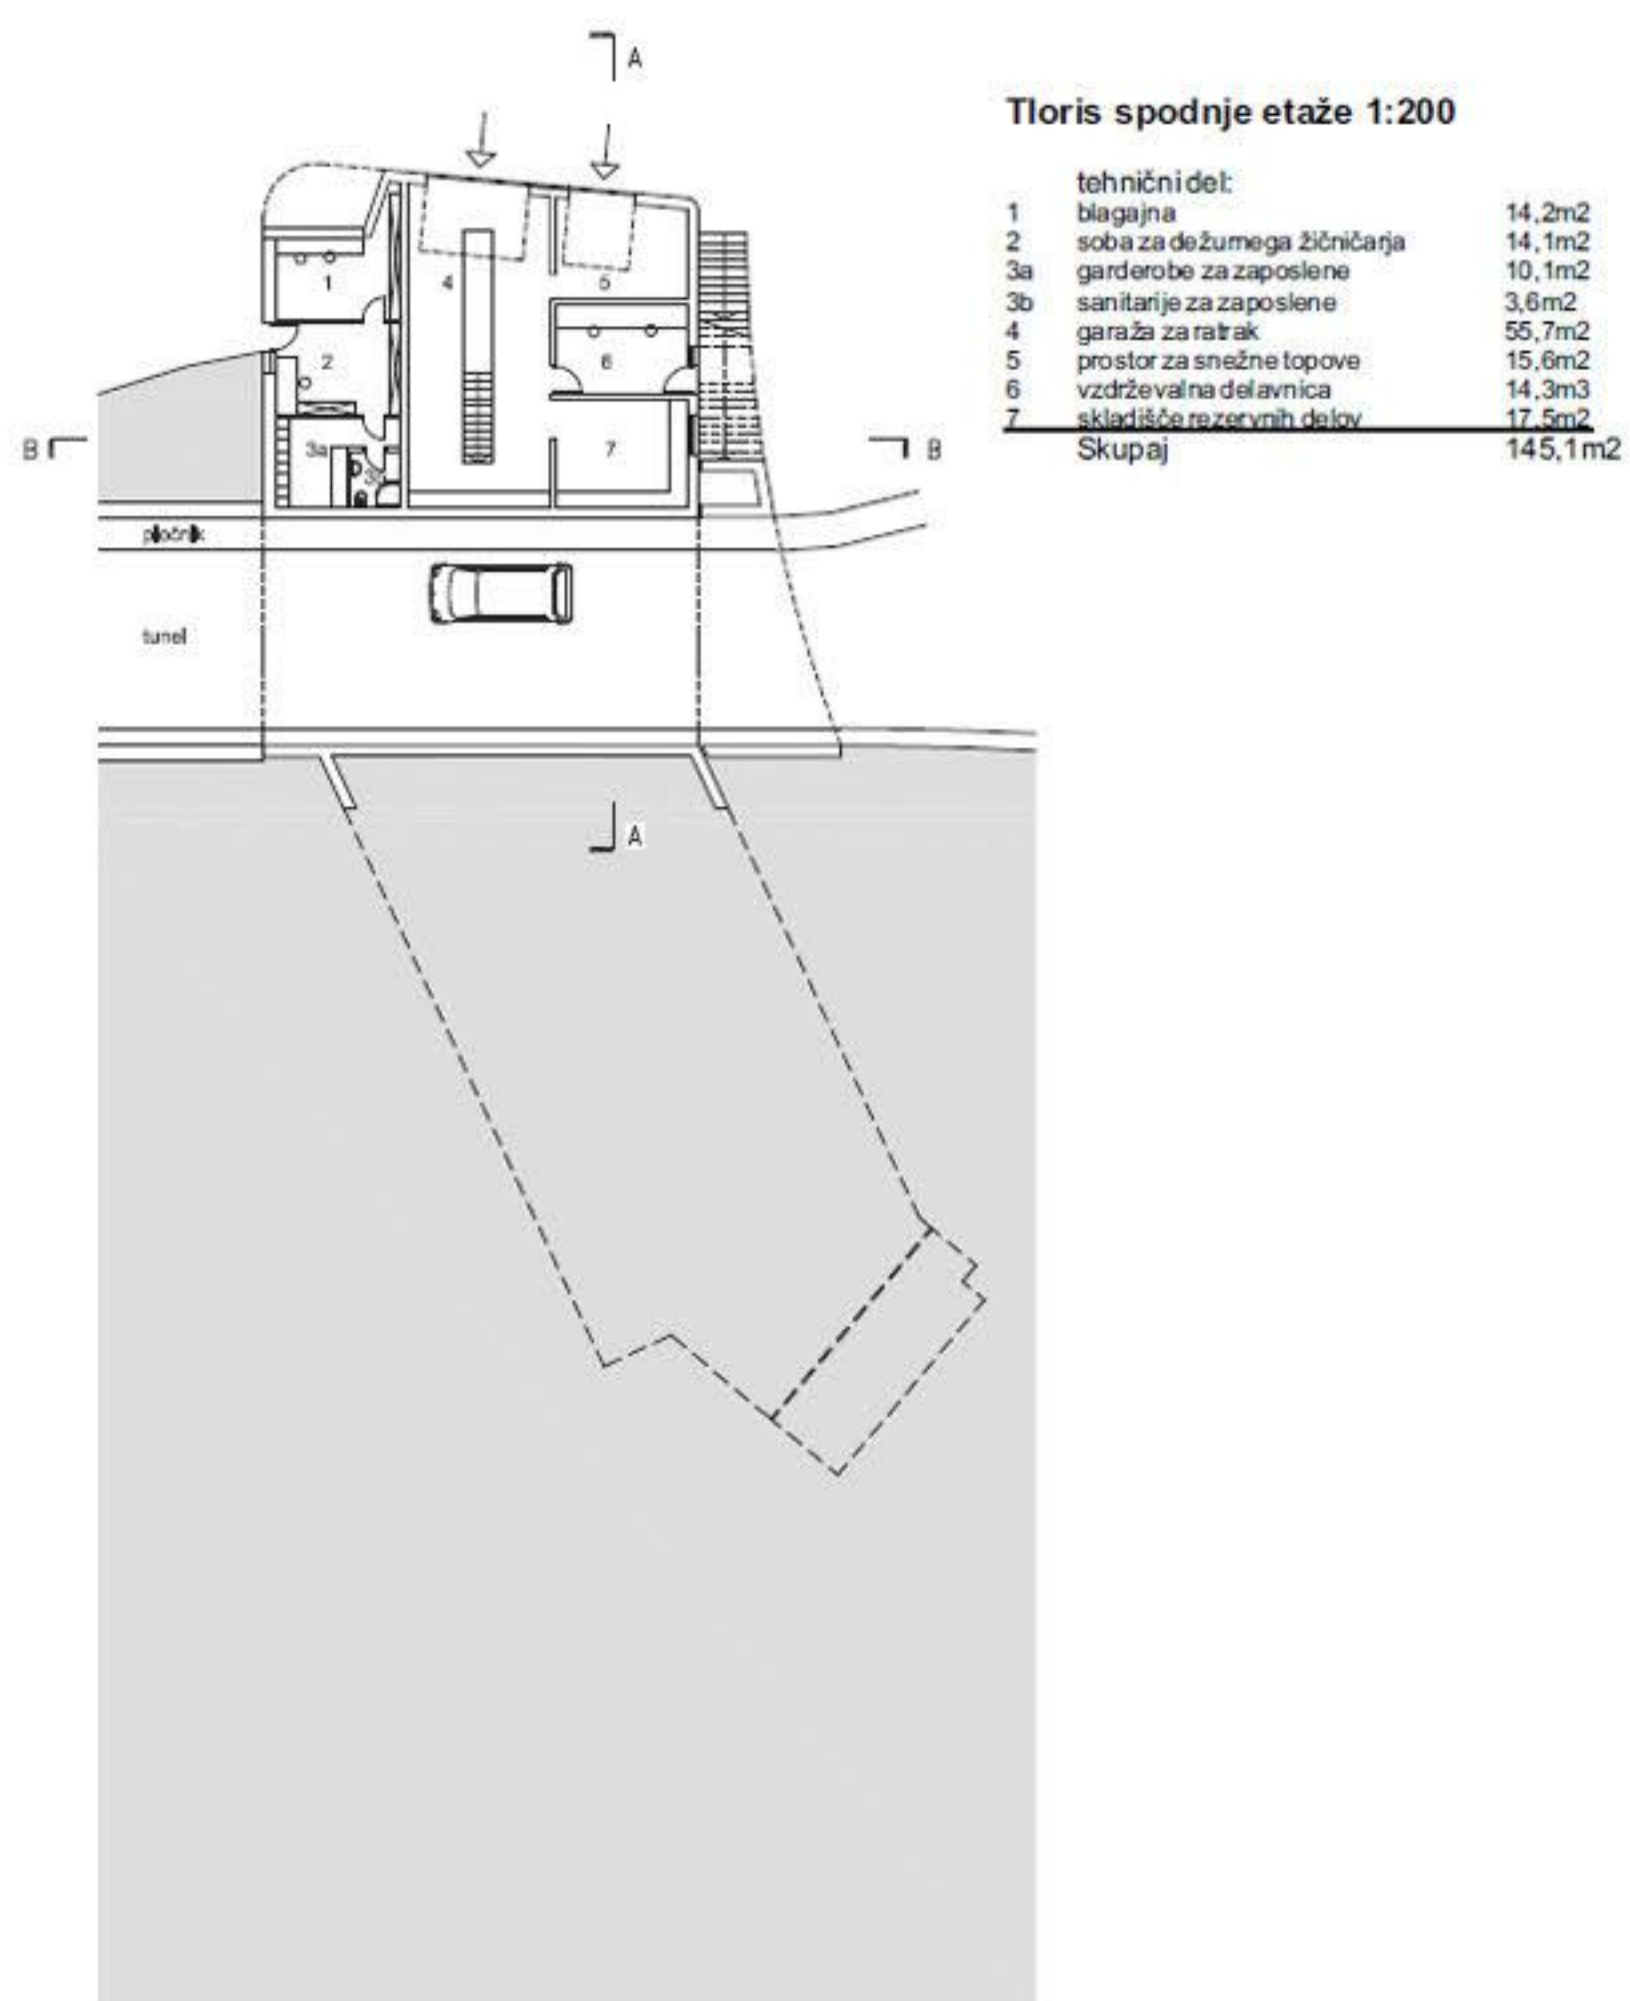 A
Tloris spodnje etaže 1:200
tehnični del:
1 blagajna 14,2m2
2 soba za dežurnega žičničarja 14,1m2
3a garderobe za zaposlene 10,1m2
3b sanitarije za zaposlene 3,6m2
4 garaža za ratrak 55,7m2
5 prostor za snežne topove 15,6m2
6 vzdrževalna delavnica 14,3m3
7 skladišče rezervnih delov 17,5m2
Skupaj 145,1m2
1
4
5
2
6
B
3a
3b
7
B
pločnik
tunel
A